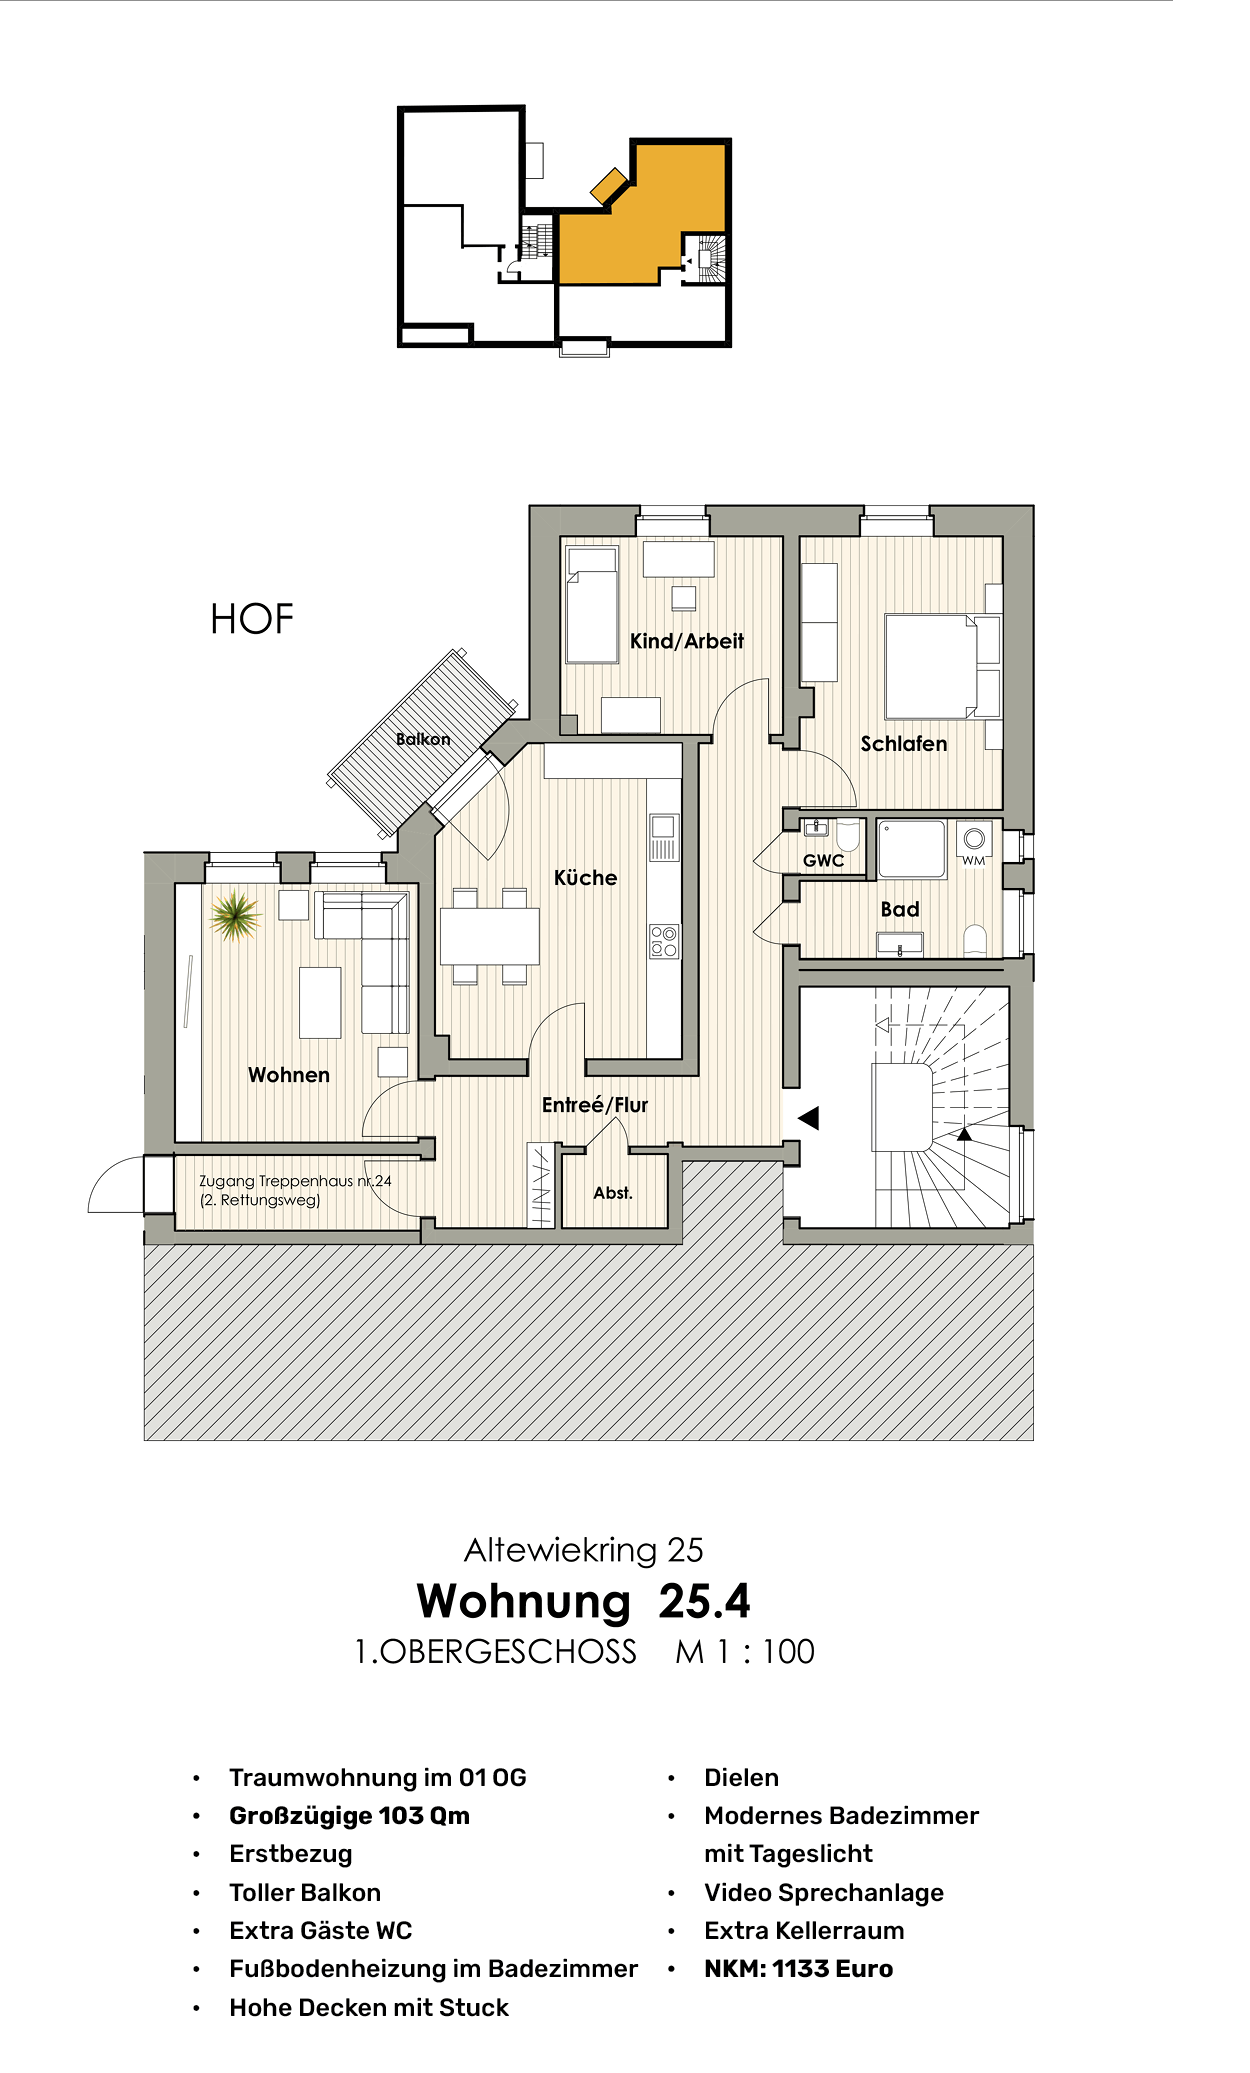 HOF
Kind/Arbeit
Balkon
Schlafen
GWC
WM
Küche
Bad
Wohnen
Entreé/Flur
Zugang Treppenhaus nr.24
(2. Rettungsweg)
Abst.
Altewiekring 25
Wohnung 25.4
1.OBERGESCHOSS M 1 : 100
• Traumwohnung im 01 OG
• Großzügige 103 Qm
• Erstbezug
• Toller Balkon
• Extra Gäste WC
• Fußbodenheizung im Badezimmer
• Hohe Decken mit Stuck
• Dielen
• Modernes Badezimmer
mit Tageslicht
• Video Sprechanlage
• Extra Kellerraum
• NKM: 1133 Euro